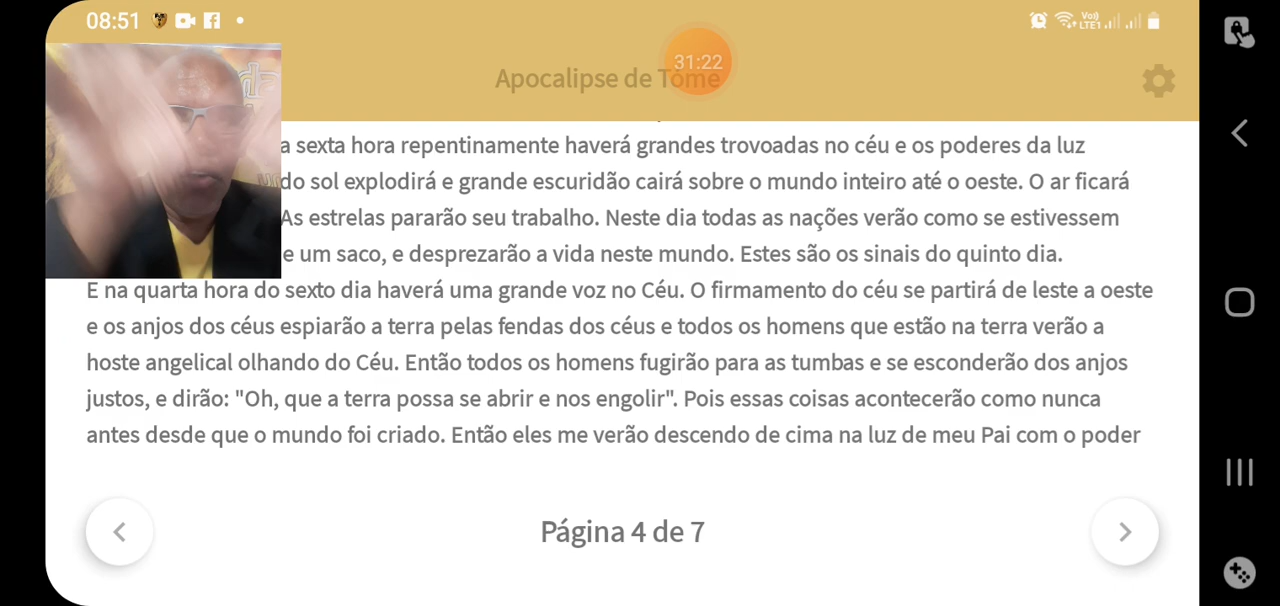 08:51
Vo)
LTE1
31:22
Apocalipse de Tomé
a sexta hora repentinamente haverá grandes trovoadas no céu e os poderes da luz
do sol explodirá e grande escuridão cairá sobre o mundo inteiro até o oeste. O ar ficará
As estrelas pararão seu trabalho. Neste dia todas as nações verão como se estivessem
e um saco, e desprezarão a vida neste mundo. Estes são os sinais do quinto dia.
E na quarta hora do sexto dia haverá uma grande voz no Céu. O firmamento do céu se partirá de leste a oeste
e os anjos dos céus espiarão a terra pelas fendas dos céus e todos os homens que estão na terra verão a
hoste angelical olhando do Céu. Então todos os homens fugirão para as tumbas e se esconderão dos anjos
justos, e dirão: "Oh, que a terra possa se abrir e nos engolir". Pois essas coisas acontecerão como nunca
antes desde que o mundo foi criado. Então eles me verão descendo de cima na luz de meu Pai com o poder
Página 4 de 7